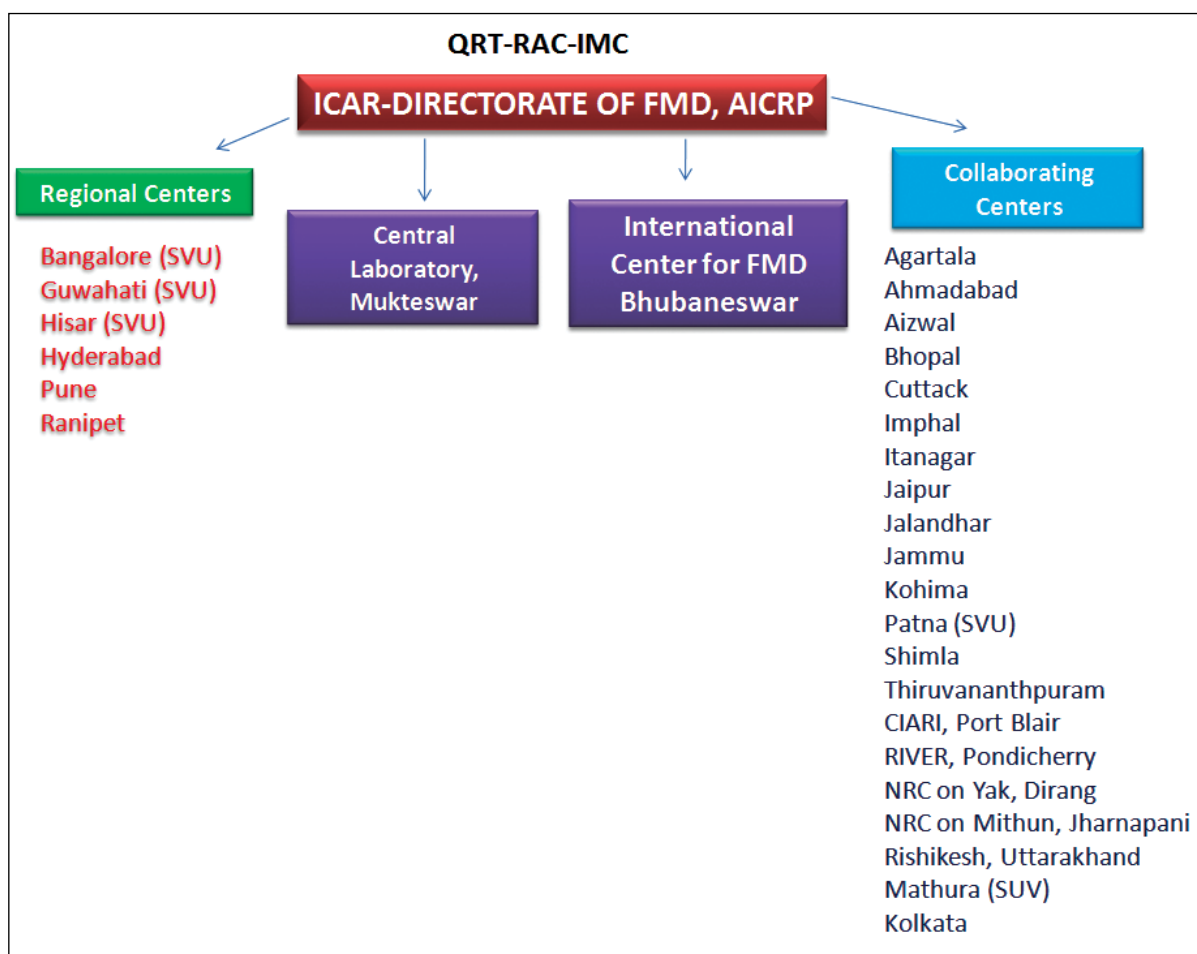 QRT-RAC-IMC
ICAR-DIRECTORATE OF FMD, AICRP
Regional Centers
Bangalore (SVU)
Guwahati (SVU)
Hisar (SVU)
Hyderabad
Pune
Ranipet
Central
Laboratory,
Mukteswar
International
Center for FMD
Bhubaneswar
Collaborating
Centers
Agartala
Ahmadabad
Aizwal
Bhopal
Cuttack
Imphal
Itanagar
Jaipur
Jalandhar
Jammu
Kohima
Patna (SVU)
Shimla
Thiruvananthpuram
CIARI, Port Blair
RIVER, Pondicherry
NRC on Yak, Dirang
NRC on Mithun, Jharnapani
Rishikesh, Uttarakhand
Mathura (SUV)
Kolkata